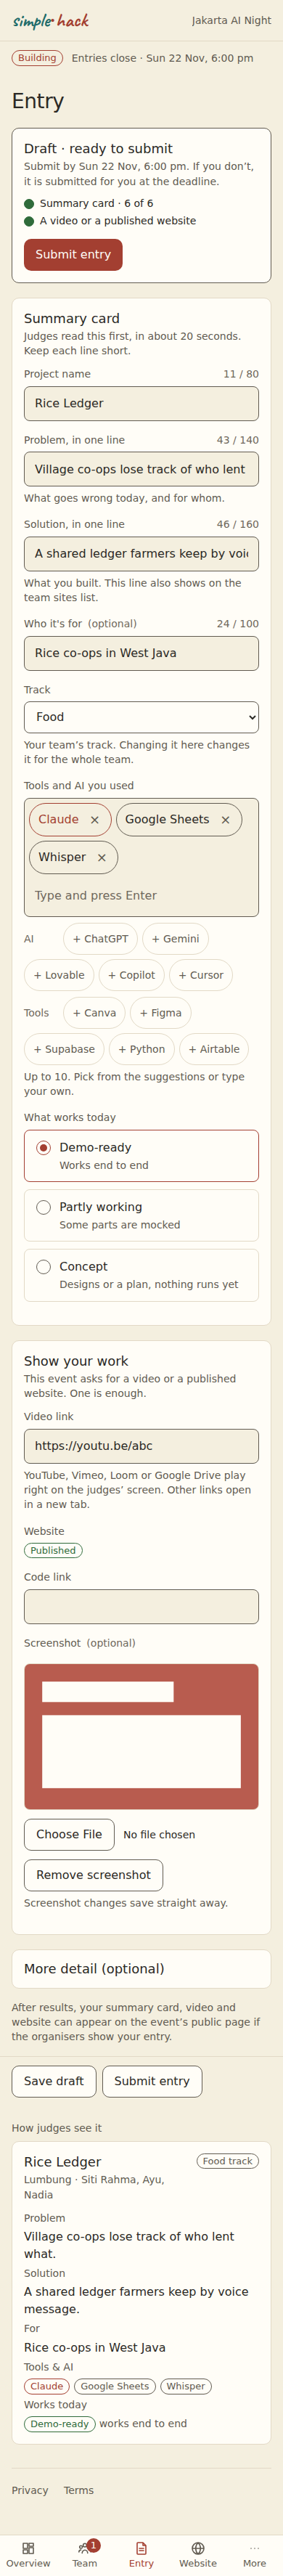 simple hack
Jakarta AI Night
Building
Entries close · Sun 22 Nov, 6:00 pm
Entry
Draft · ready to submit
Submit by Sun 22 Nov, 6:00 pm. If you don't,
it is submitted for you at the deadline.
Summary card · 6 of 6
A video or a published website
Submit entry
Summary card
Judges read this first, in about 20 seconds.
Keep each line short.
Project name
11 / 80
Rice Ledger
Problem, in one line
43 / 140
Village co-ops lose track of who lent
What goes wrong today, and for whom.
Solution, in one line
46 / 160
A shared ledger farmers keep by voi
What you built. This line also shows on the
team sites list.
Who it's for (optional)
24 / 100
Rice co-ops in West Java
Track
Food
Your team's track. Changing it here changes
it for the whole team.
Tools and AI you used
Claude ×
Google Sheets ×
Whisper ×
Type and press Enter
AI
+ ChatGPT
+ Gemini
+ Lovable
+ Copilot
+ Cursor
Tools
+ Canva
+ Figma
+ Supabase
+ Python
+ Airtable
Up to 10. Pick from the suggestions or type
your own.
What works today
Demo-ready
Works end to end
Partly working
Some parts are mocked
Concept
Designs or a plan, nothing runs yet
Show your work
This event asks for a video or a published
website. One is enough.
Video link
https://youtu.be/abc
YouTube, Vimeo, Loom or Google Drive play
right on the judges' screen. Other links open
in a new tab.
Website
Published
Code link
Screenshot (optional)
Choose File
No file chosen
Remove screenshot
Screenshot changes save straight away.
More detail (optional)
After results, your summary card, video and
website can appear on the event's public page if
the organisers show your entry.
Save draft
Submit entry
How judges see it
Rice Ledger
Food track
Lumbung · Siti Rahma, Ayu,
Nadia
Problem
Village co-ops lose track of who lent
what.
Solution
A shared ledger farmers keep by voice
message.
For
Rice co-ops in West Java
Tools & AI
Claude
Google Sheets
Whisper
Works today
Demo-ready works end to end
Privacy
Terms
1
Overview
Team
Entry
Website
More